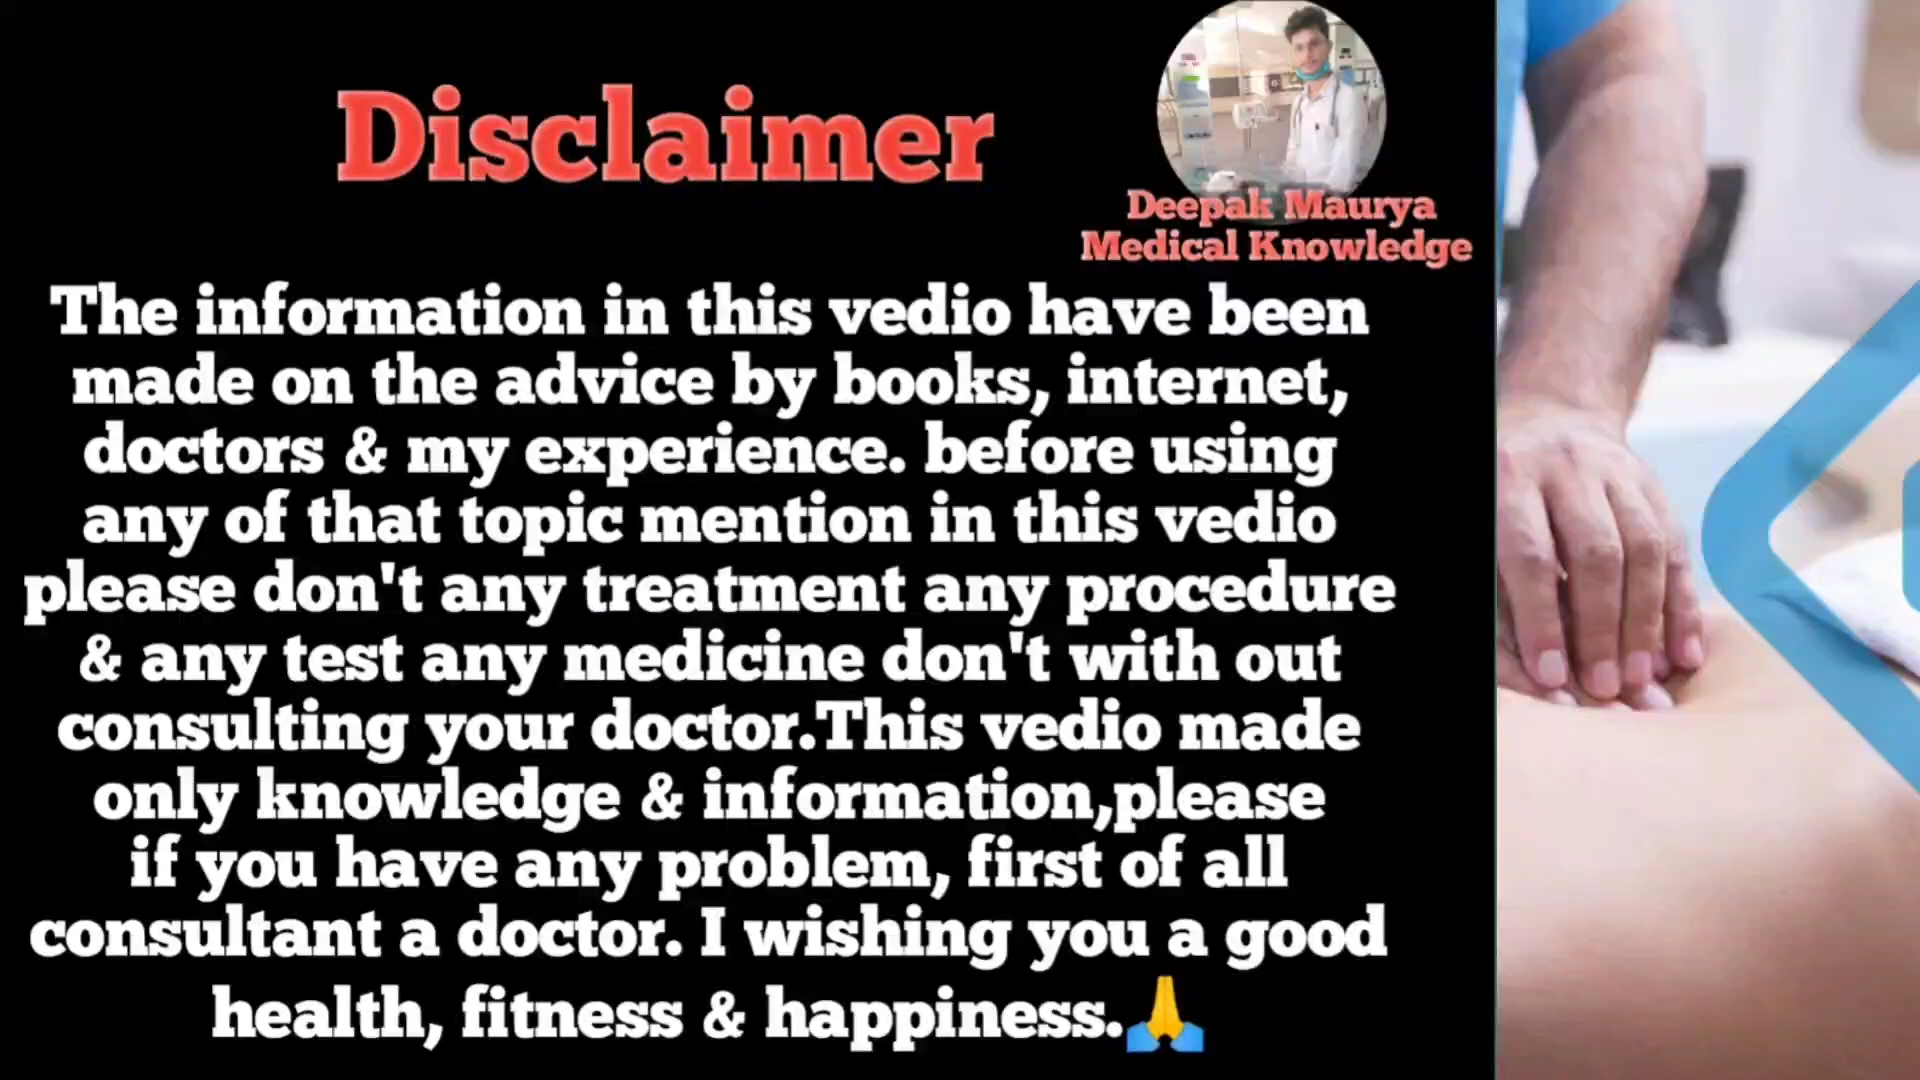 Disclaimer
Deepak Maurya
Medical Knowledge
The information in this vedio have been
made on the advice by books, internet,
doctors & my experience. before using
any of that topic mention in this vedio
please don't any treatment any procedure
& any test any medicine don't with out
consulting your doctor.This vedio made
only knowledge & information,please
if you have any problem, first of all
consultant a doctor. I wishing you a good
health, fitness & happiness.🙏